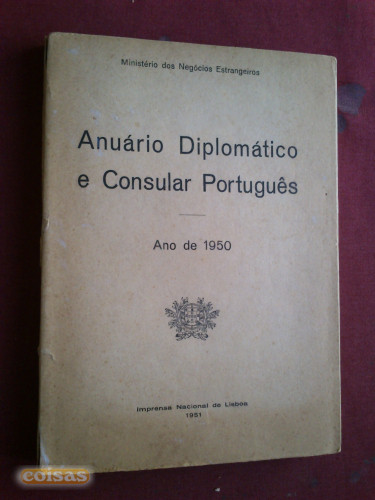 Ministério dos Negócios Estrangeiros
Anuário Diplomático
e Consular Português
Ano de 1950
Imprensa Nacional de Lisboa
1951
coisas